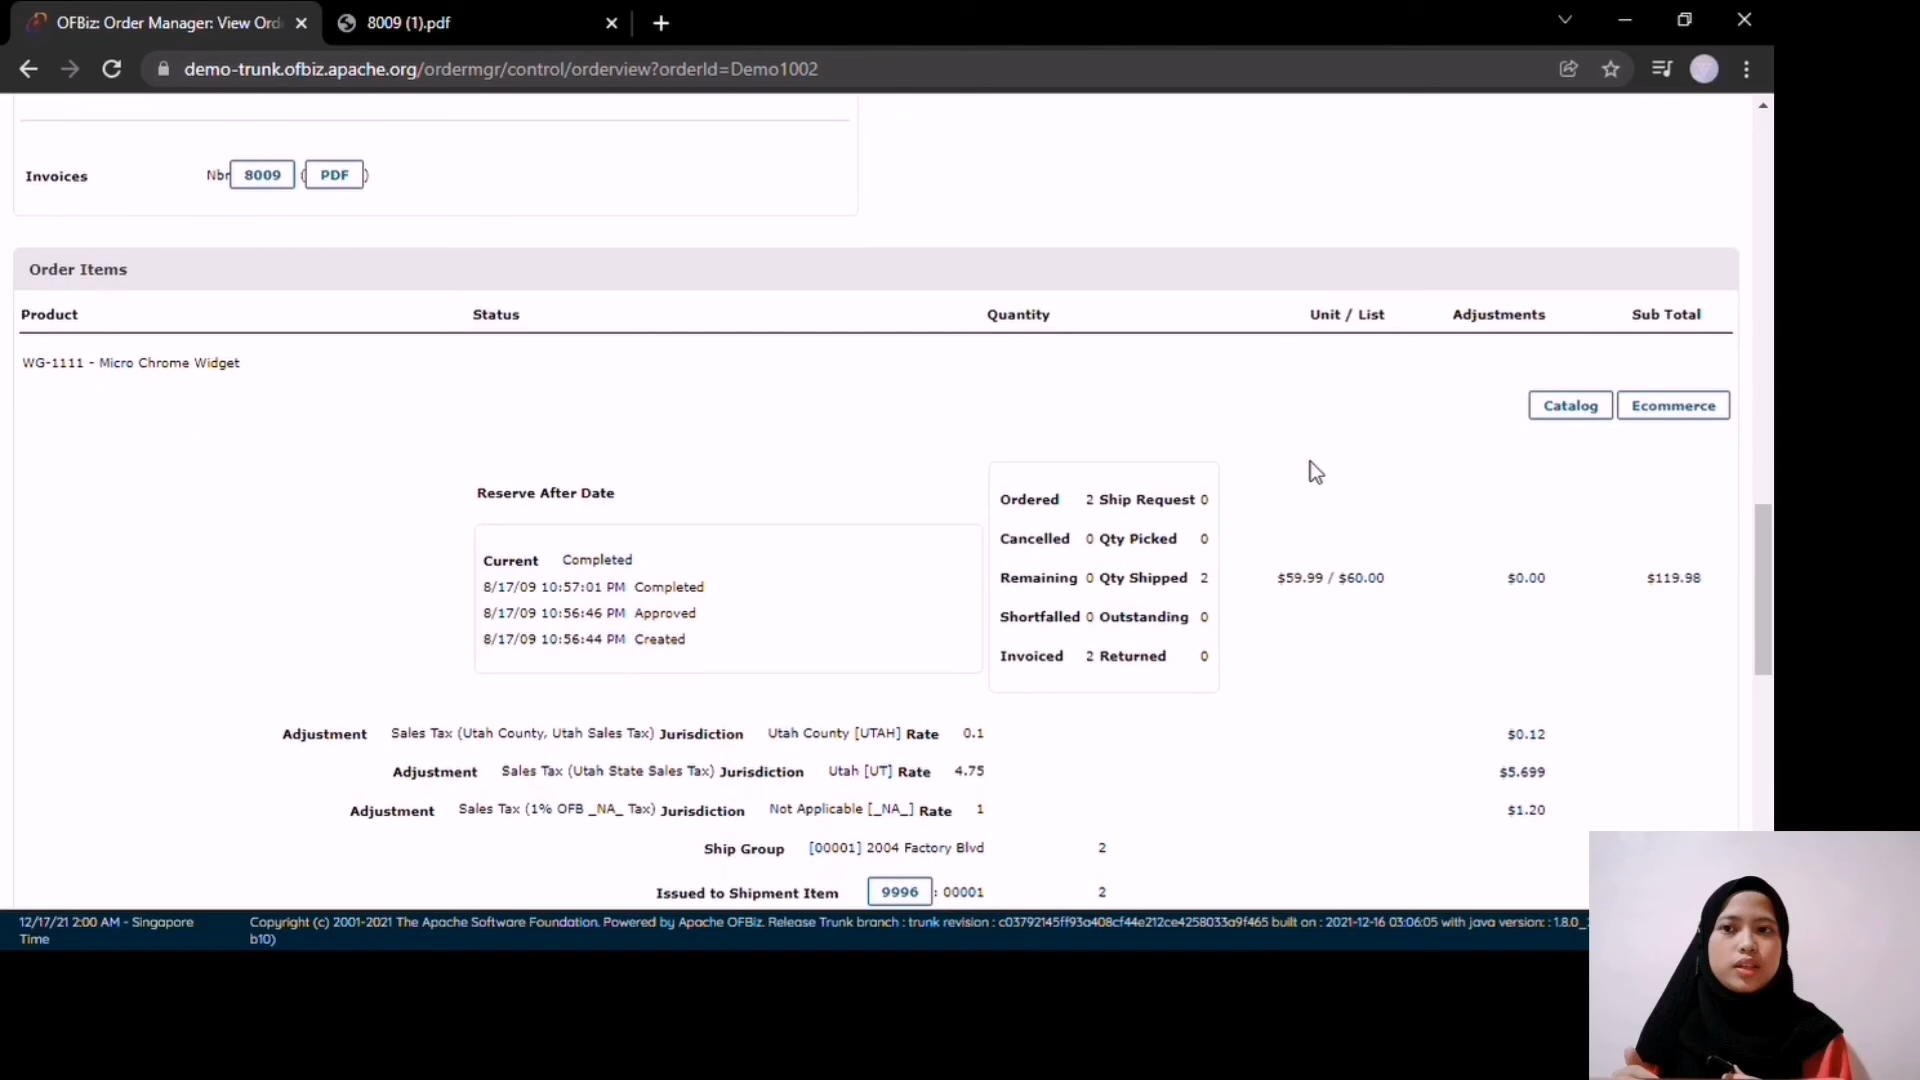 OFBiz: Order Manager: View Ord
8009 (1).pdf
demo-trunk.ofbiz.apache.org/ordermgr/control/orderview?orderId=Demo1002
Invoices Nbr 8009 ( PDF )
Order Items
Product Status Quantity Unit / List Adjustments Sub Total
WG-1111 - Micro Chrome Widget
Catalog Ecommerce
Reserve After Date
Current Completed
8/17/09 10:57:01 PM Completed
8/17/09 10:56:46 PM Approved
8/17/09 10:56:44 PM Created
Ordered 2 Ship Request 0
Cancelled 0 Qty Picked 0
Remaining 0 Qty Shipped 2
Shortfalled 0 Outstanding 0
Invoiced 2 Returned 0
$59.99 / $60.00 $0.00 $119.98
Adjustment Sales Tax (Utah County, Utah Sales Tax) Jurisdiction Utah County [UTAH] Rate 0.1 $0.12
Adjustment Sales Tax (Utah State Sales Tax) Jurisdiction Utah [UT] Rate 4.75 $5.699
Adjustment Sales Tax (1% OFB _NA_ Tax) Jurisdiction Not Applicable [_NA_] Rate 1 $1.20
Ship Group [00001] 2004 Factory Blvd 2
Issued to Shipment Item 9996 : 00001 2
12/17/21 2:00 AM - Singapore
Time
Copyright (c) 2001-2021 The Apache Software Foundation. Powered by Apache OFBiz. Release Trunk branch : trunk revision : c03792145ff93a408cf44e212ce4258033a9f465 built on : 2021-12-16 03:06:05 with java version: : 1.8.0_
b10)